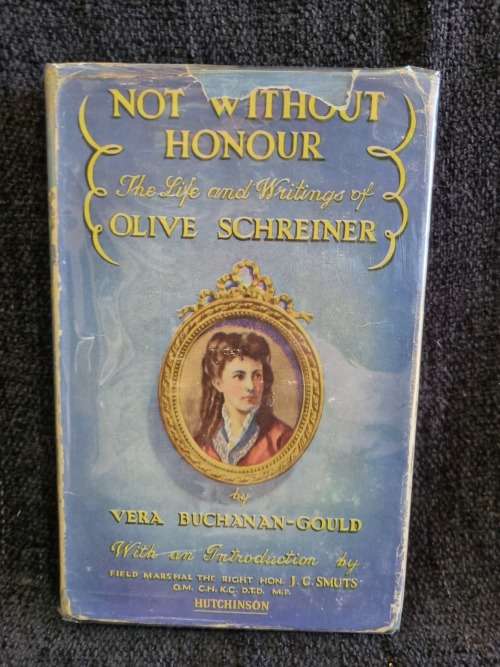 NOT WITHOUT
HONOUR
The Life and Writings of
OLIVE SCHREINER
by
VERA BUCHANAN-GOULD
With an Introduction by
FIELD MARSHAL THE RIGHT HON. J. C. SMUTS
O.M. C.H. K.C. D.T.D. M.P.
HUTCHINSON